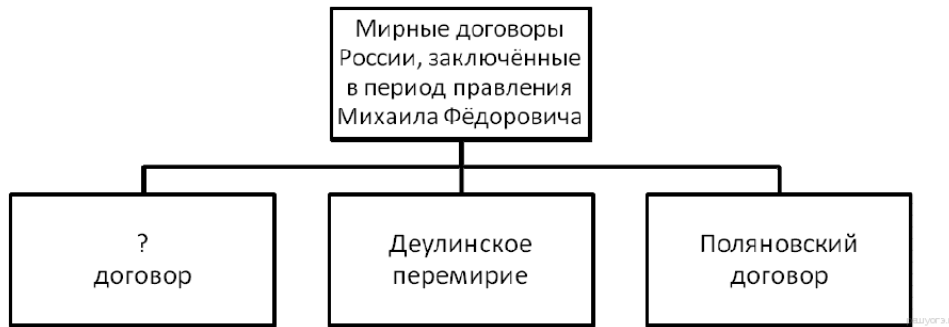 Мирные договоры
России, заключённые
в период правления
Михаила Фёдоровича
?
договор
Деулинское
перемирие
Поляновский
договор